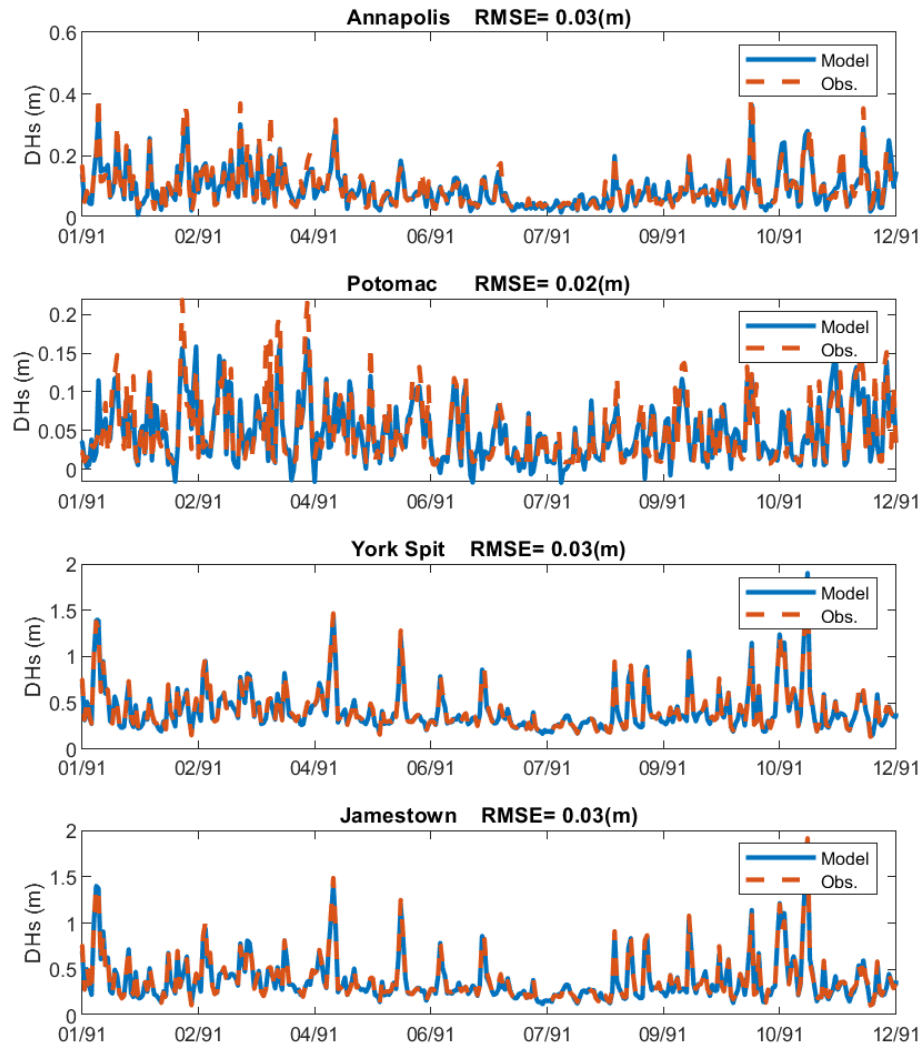 Annapolis RMSE= 0.03(m)
0.6
0.4
0.2
0
DHs (m)
Model
Obs.
01/91 02/91 04/91 06/91 07/91 09/91 10/91 12/91
Potomac RMSE= 0.02(m)
0.2
0.15
0.1
0.05
0
DHs (m)
Model
Obs.
01/91 02/91 04/91 06/91 07/91 09/91 10/91 12/91
York Spit RMSE= 0.03(m)
2
1.5
1
0.5
0
DHs (m)
Model
Obs.
01/91 02/91 04/91 06/91 07/91 09/91 10/91 12/91
Jamestown RMSE= 0.03(m)
2
1.5
1
0.5
0
DHs (m)
Model
Obs.
01/91 02/91 04/91 06/91 07/91 09/91 10/91 12/91